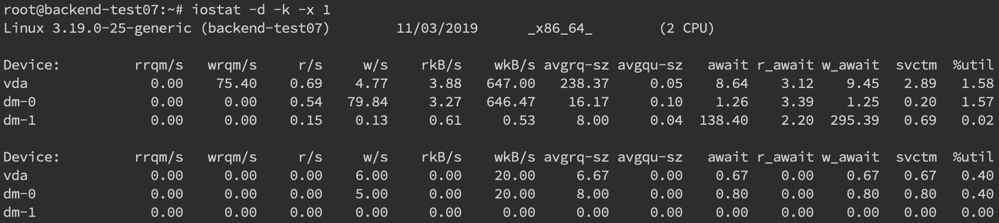 root@backend-test07:~# iostat -d -k -x 1
Linux 3.19.0-25-generic (backend-test07) 	11/03/2019 	_x86_64_	(2 CPU)
Device:         rrqm/s   wrqm/s     r/s     w/s    rkB/s    wkB/s avgrq-sz avgqu-sz   await r_await w_await  svctm  %util
vda               0.00    75.40    0.69    4.77     3.88   647.00   238.37     0.05    8.64    3.12    9.45   2.89   1.58
dm-0              0.00     0.00    0.54   79.84     3.27   646.47    16.17     0.10    1.26    3.39    1.25   0.20   1.57
dm-1              0.00     0.00    0.15    0.13     0.61     0.53     8.00     0.04  138.40    2.20  295.39   0.69   0.02
Device:         rrqm/s   wrqm/s     r/s     w/s    rkB/s    wkB/s avgrq-sz avgqu-sz   await r_await w_await  svctm  %util
vda               0.00     0.00    0.00    6.00     0.00    20.00     6.67     0.00    0.67    0.00    0.67   0.67   0.40
dm-0              0.00     0.00    0.00    5.00     0.00    20.00     8.00     0.00    0.80    0.00    0.80   0.80   0.40
dm-1              0.00     0.00    0.00    0.00     0.00     0.00     0.00     0.00    0.00    0.00    0.00   0.00   0.00